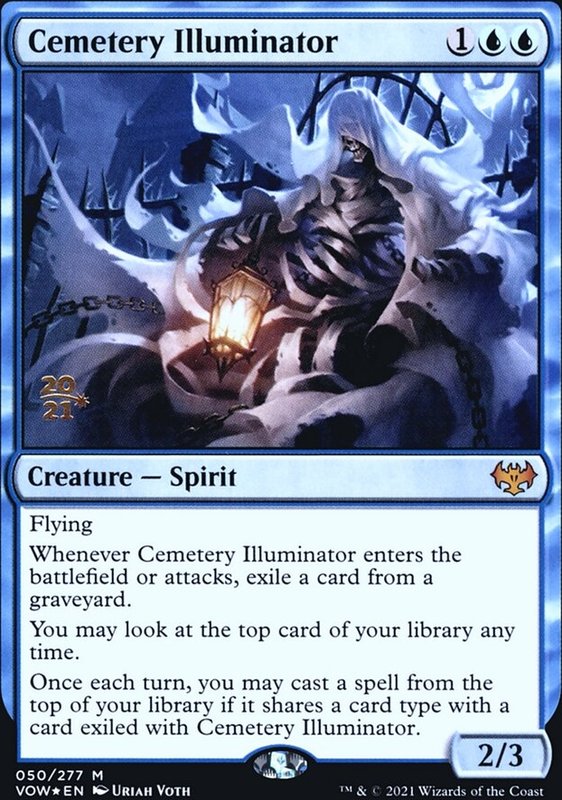 Cemetery Illuminator 1
20
21
Creature — Spirit
Flying
Whenever Cemetery Illuminator enters the
battlefield or attacks, exile a card from a
graveyard.
You may look at the top card of your library any
time.
Once each turn, you may cast a spell from the
top of your library if it shares a card type with a
card exiled with Cemetery Illuminator.
2/3
050/277 M
VOW★EN Uriah Voth
™ & © 2021 Wizards of the Coast